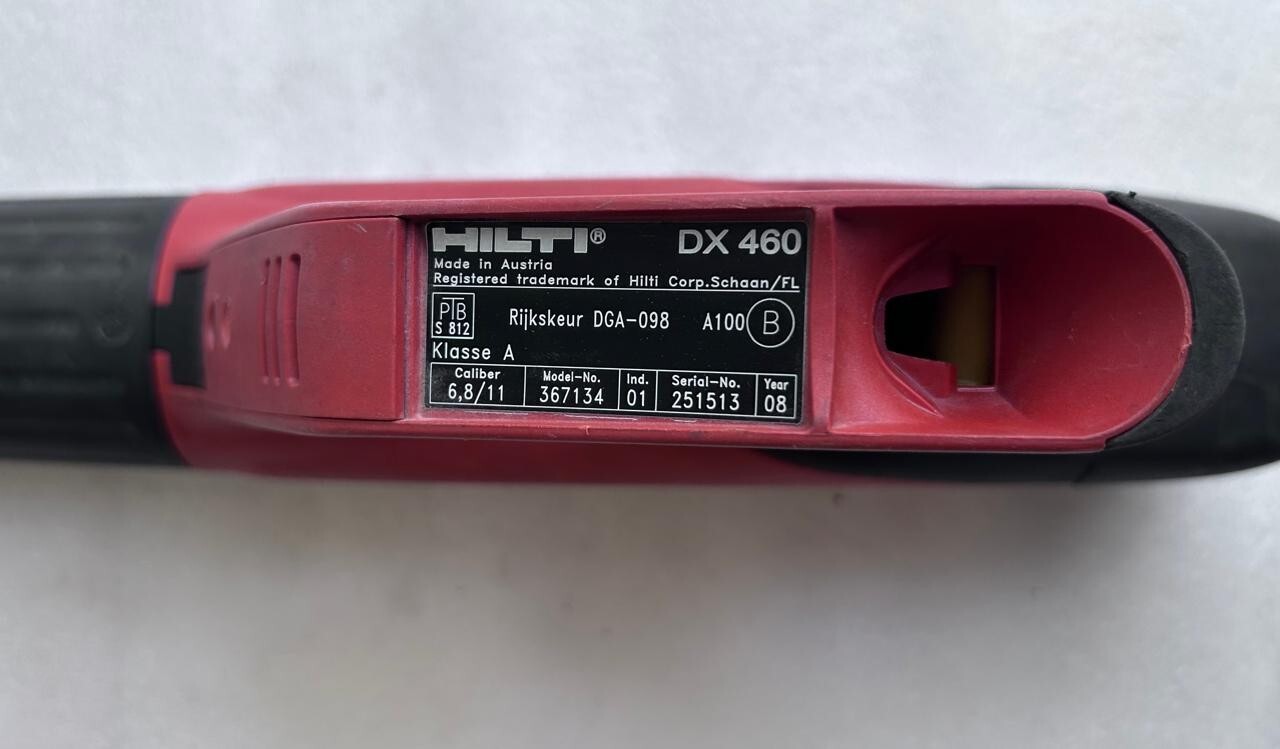 HILTI® DX 460
Made in Austria
Registered trademark of Hilti Corp.Schaan/FL
PTB
S 812
Rijkskeur DGA-098 A100 B
Klasse A
Caliber Model-No. Ind. Serial-No. Year
6,8/11 367134 01 251513 08